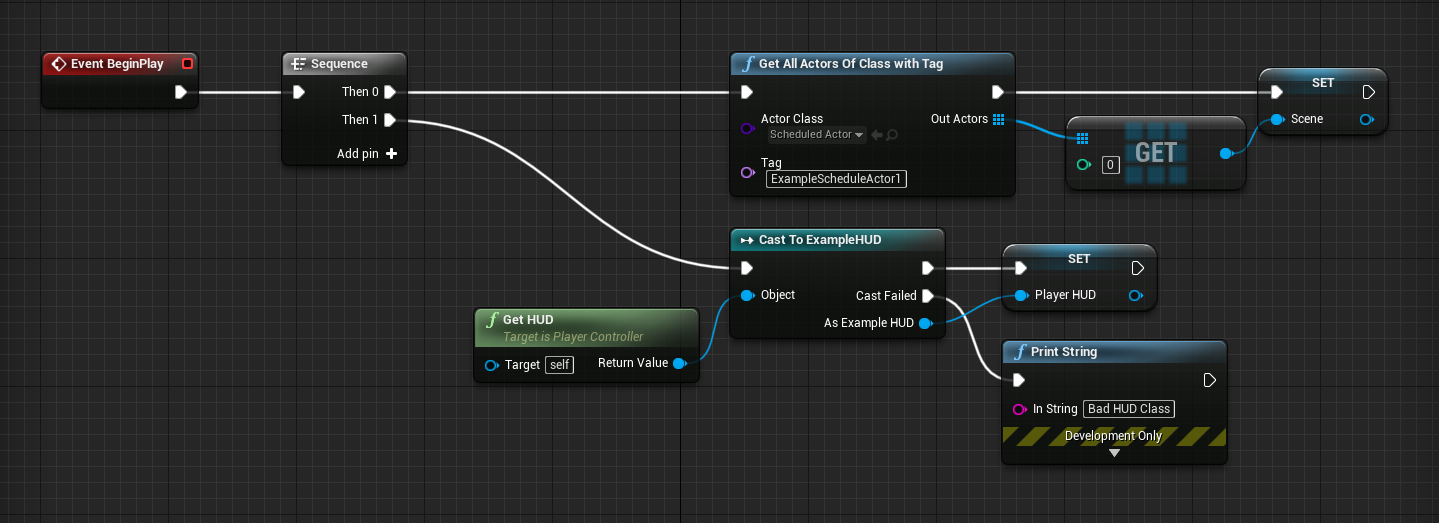 Event BeginPlay
Sequence
Then 0
Then 1
Add pin
Get All Actors Of Class with Tag
Actor Class
Scheduled Actor
Out Actors
Tag
ExampleScheduleActor1
0
GET
SET
Scene
Get HUD
Target is Player Controller
Target self
Return Value
Cast To ExampleHUD
Object
Cast Failed
As Example HUD
SET
Player HUD
Print String
In String Bad HUD Class
Development Only